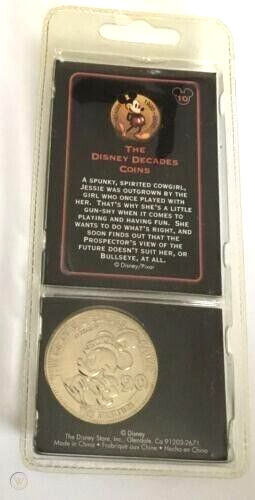 10
THE
DISNEY DECADES
COINS
A SPUNKY, SPIRITED COWGIRL,
JESSIE WAS OUTGROWN BY THE
GIRL WHO ONCE PLAYED WITH
HER. THAT'S WHY SHE'S A LITTLE
GUN-SHY WHEN IT COMES TO
PLAYING AND HAVING FUN. SHE
WANTS TO DO WHAT'S RIGHT, AND
SOON FINDS OUT THAT THE
PROSPECTOR'S VIEW OF THE
FUTURE DOESN'T SUIT HER, OR
BULLSEYE, AT ALL.
© Disney/Pixar
© Disney
The Disney Store, Inc., Glendale, Ca 91203-2671
Made in China • Frabriqué aux Chine • Hecho en Chino